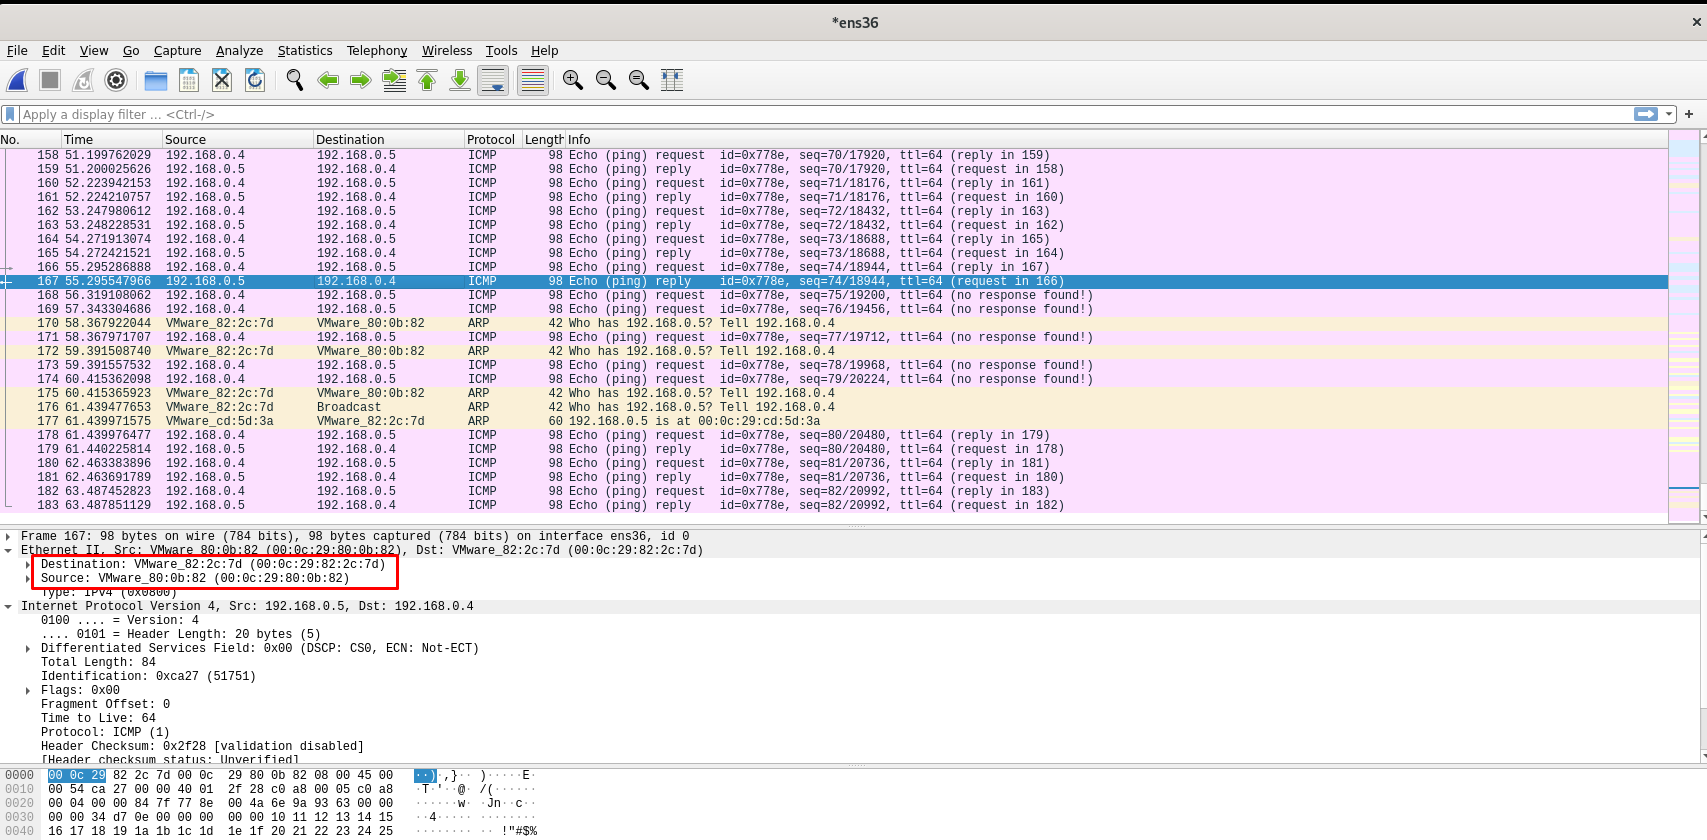 *ens36
File Edit View Go Capture Analyze Statistics Telephony Wireless Tools Help
Apply a display filter ... <Ctrl-/>
No. Time Source Destination Protocol Length Info
158 51.199762029 192.168.0.4 192.168.0.5 ICMP 98 Echo (ping) request id=0x778e, seq=70/17920, ttl=64 (reply in 159)
159 51.200025626 192.168.0.5 192.168.0.4 ICMP 98 Echo (ping) reply id=0x778e, seq=70/17920, ttl=64 (request in 158)
160 52.223942153 192.168.0.4 192.168.0.5 ICMP 98 Echo (ping) request id=0x778e, seq=71/18176, ttl=64 (reply in 161)
161 52.224210757 192.168.0.5 192.168.0.4 ICMP 98 Echo (ping) reply id=0x778e, seq=71/18176, ttl=64 (request in 160)
162 53.247980612 192.168.0.4 192.168.0.5 ICMP 98 Echo (ping) request id=0x778e, seq=72/18432, ttl=64 (reply in 163)
163 53.248228531 192.168.0.5 192.168.0.4 ICMP 98 Echo (ping) reply id=0x778e, seq=72/18432, ttl=64 (request in 162)
164 54.271913074 192.168.0.4 192.168.0.5 ICMP 98 Echo (ping) request id=0x778e, seq=73/18688, ttl=64 (reply in 165)
165 54.272421521 192.168.0.5 192.168.0.4 ICMP 98 Echo (ping) reply id=0x778e, seq=73/18688, ttl=64 (request in 164)
166 55.295286888 192.168.0.4 192.168.0.5 ICMP 98 Echo (ping) request id=0x778e, seq=74/18944, ttl=64 (reply in 167)
167 55.295547966 192.168.0.5 192.168.0.4 ICMP 98 Echo (ping) reply id=0x778e, seq=74/18944, ttl=64 (request in 166)
168 56.319108062 192.168.0.4 192.168.0.5 ICMP 98 Echo (ping) request id=0x778e, seq=75/19200, ttl=64 (no response found!)
169 57.343304686 192.168.0.4 192.168.0.5 ICMP 98 Echo (ping) request id=0x778e, seq=76/19456, ttl=64 (no response found!)
170 58.367922044 VMware_82:2c:7d VMware_80:0b:82 ARP 42 Who has 192.168.0.5? Tell 192.168.0.4
171 58.367971707 192.168.0.4 192.168.0.5 ICMP 98 Echo (ping) request id=0x778e, seq=77/19712, ttl=64 (no response found!)
172 59.391508740 VMware_82:2c:7d VMware_80:0b:82 ARP 42 Who has 192.168.0.5? Tell 192.168.0.4
173 59.391557532 192.168.0.4 192.168.0.5 ICMP 98 Echo (ping) request id=0x778e, seq=78/19968, ttl=64 (no response found!)
174 60.415362098 192.168.0.4 192.168.0.5 ICMP 98 Echo (ping) request id=0x778e, seq=79/20224, ttl=64 (no response found!)
175 60.415365923 VMware_82:2c:7d VMware_80:0b:82 ARP 42 Who has 192.168.0.5? Tell 192.168.0.4
176 61.439477653 VMware_82:2c:7d Broadcast ARP 42 Who has 192.168.0.5? Tell 192.168.0.4
177 61.439971575 VMware_cd:5d:3a VMware_82:2c:7d ARP 60 192.168.0.5 is at 00:0c:29:cd:5d:3a
178 61.439976477 192.168.0.4 192.168.0.5 ICMP 98 Echo (ping) request id=0x778e, seq=80/20480, ttl=64 (reply in 179)
179 61.440225814 192.168.0.5 192.168.0.4 ICMP 98 Echo (ping) reply id=0x778e, seq=80/20480, ttl=64 (request in 178)
180 62.463383896 192.168.0.4 192.168.0.5 ICMP 98 Echo (ping) request id=0x778e, seq=81/20736, ttl=64 (reply in 181)
181 62.463691789 192.168.0.5 192.168.0.4 ICMP 98 Echo (ping) reply id=0x778e, seq=81/20736, ttl=64 (request in 180)
182 63.487452823 192.168.0.4 192.168.0.5 ICMP 98 Echo (ping) request id=0x778e, seq=82/20992, ttl=64 (reply in 183)
183 63.487851129 192.168.0.5 192.168.0.4 ICMP 98 Echo (ping) reply id=0x778e, seq=82/20992, ttl=64 (request in 182)
Frame 167: 98 bytes on wire (784 bits), 98 bytes captured (784 bits) on interface ens36, id 0
Ethernet II, Src: VMware_80:0b:82 (00:0c:29:80:0b:82), Dst: VMware_82:2c:7d (00:0c:29:82:2c:7d)
Destination: VMware_82:2c:7d (00:0c:29:82:2c:7d)
Source: VMware_80:0b:82 (00:0c:29:80:0b:82)
Type: IPv4 (0x0800)
Internet Protocol Version 4, Src: 192.168.0.5, Dst: 192.168.0.4
0100 .... = Version: 4
.... 0101 = Header Length: 20 bytes (5)
Differentiated Services Field: 0x00 (DSCP: CS0, ECN: Not-ECT)
Total Length: 84
Identification: 0xca27 (51751)
Flags: 0x00
Fragment Offset: 0
Time to Live: 64
Protocol: ICMP (1)
Header Checksum: 0x2f28 [validation disabled]
[Header checksum status: Unverified]
0000 00 0c 29 82 2c 7d 00 0c 29 80 0b 82 08 00 45 00 ··)·,}·· )·····E·
0010 00 54 ca 27 00 00 40 01 2f 28 c0 a8 00 05 c0 a8 ·T·'··@· /(······
0020 00 04 00 00 84 7f 77 8e 00 4a 6e 9a 93 63 00 00 ······w· ·Jn··c··
0030 00 00 34 d7 0e 00 00 00 00 00 10 11 12 13 14 15 ··4····· ········
0040 16 17 18 19 1a 1b 1c 1d 1e 1f 20 21 22 23 24 25 ········ ·· !"#$%